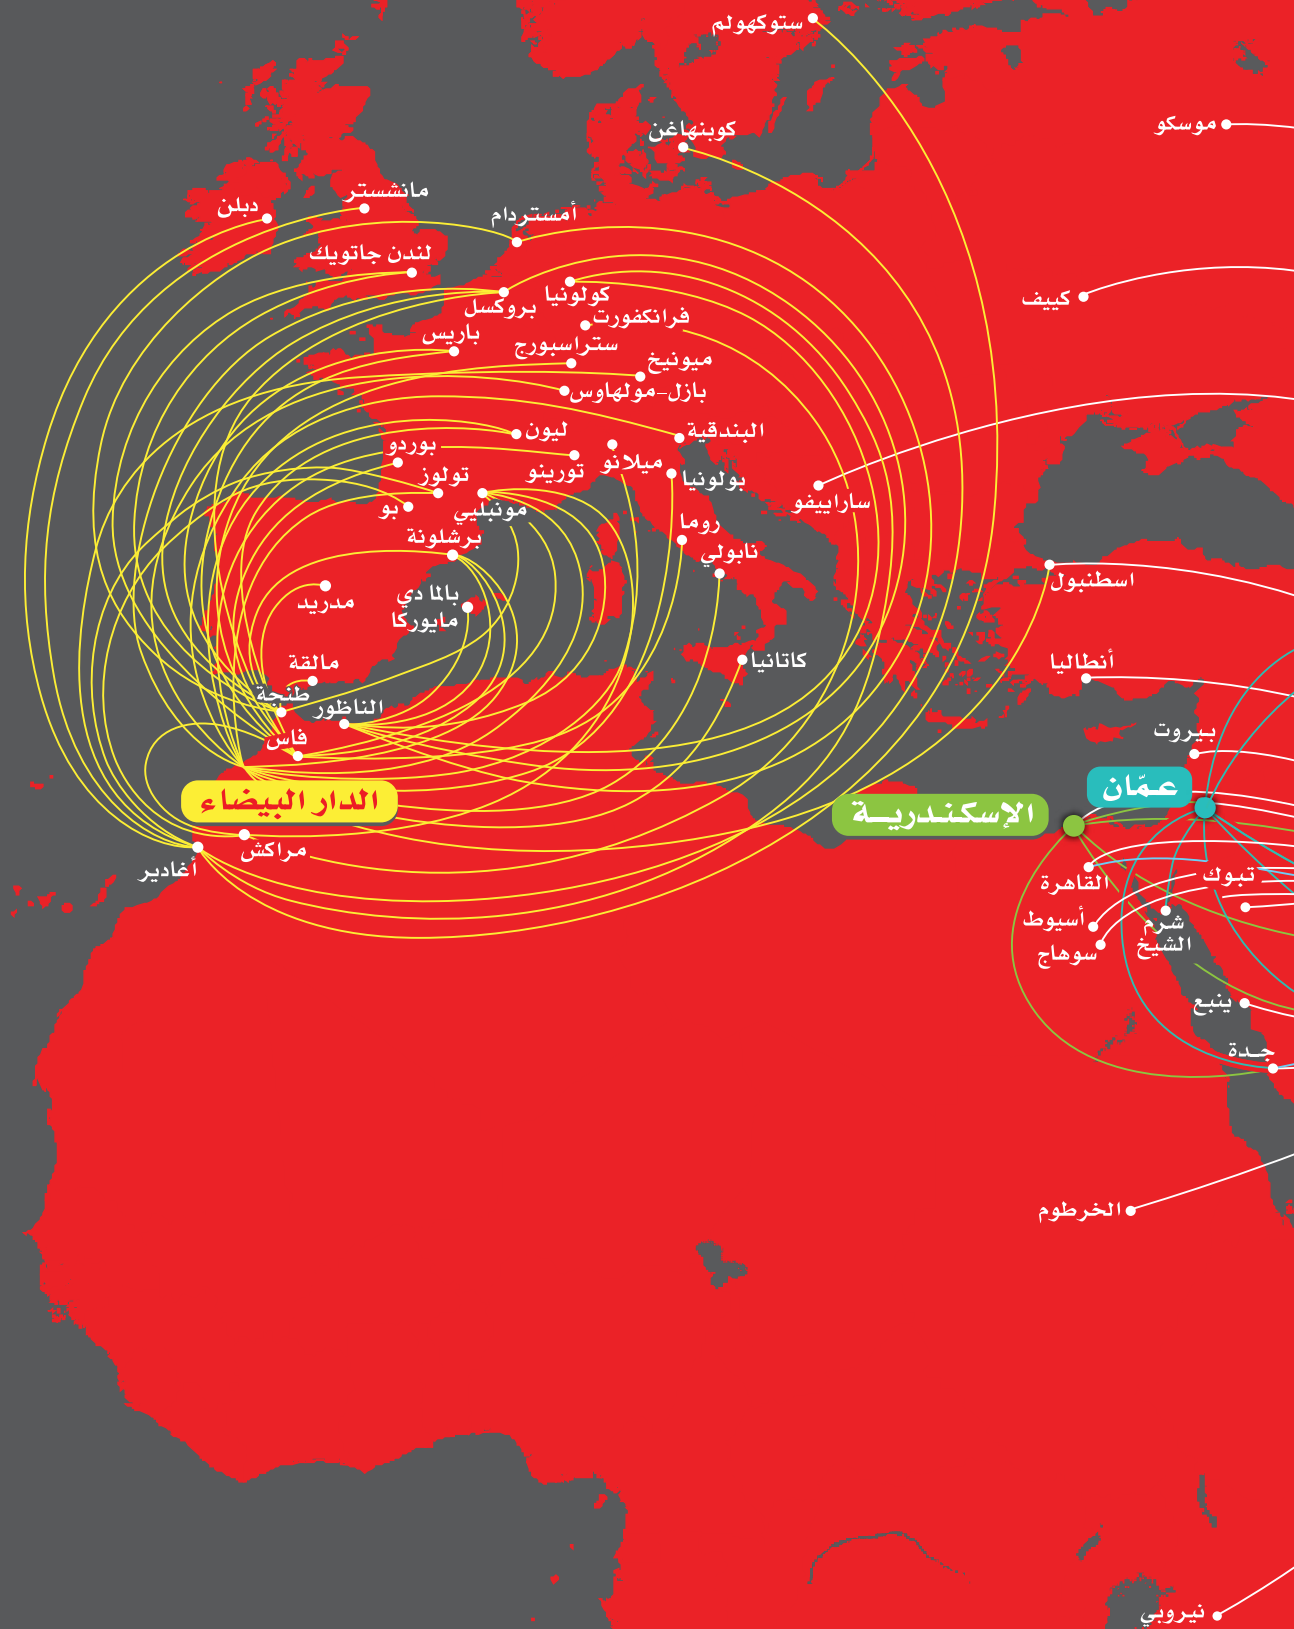 ستوكهولم
كوبنهاغن
موسكو
مانشستر
دبلن
أمستردام
لندن جاتويك
كولونيا
بروكسل
كييف
فرانكفورت
باريس
ستراسبورج
ميونيخ
بازل-مولهاوس
البندقية
ليون
بوردو
ميلانو
تورينو
تولوز
بولونيا
بو
مونبلييه
ساراييفو
روما
برشلونة
نابولي
اسطنبول
مدريد
بالما دي
مايوركا
مالقة
كاتانيا
أنطاليا
طنجة
الناظور
فاس
بيروت
عمّان
الدار البيضاء
الإسكندرية
مراكش
أغادير
القاهرة
تبوك
أسيوط
شرم
الشيخ
سوهاج
ينبع
جدة
الخرطوم
نيروبي